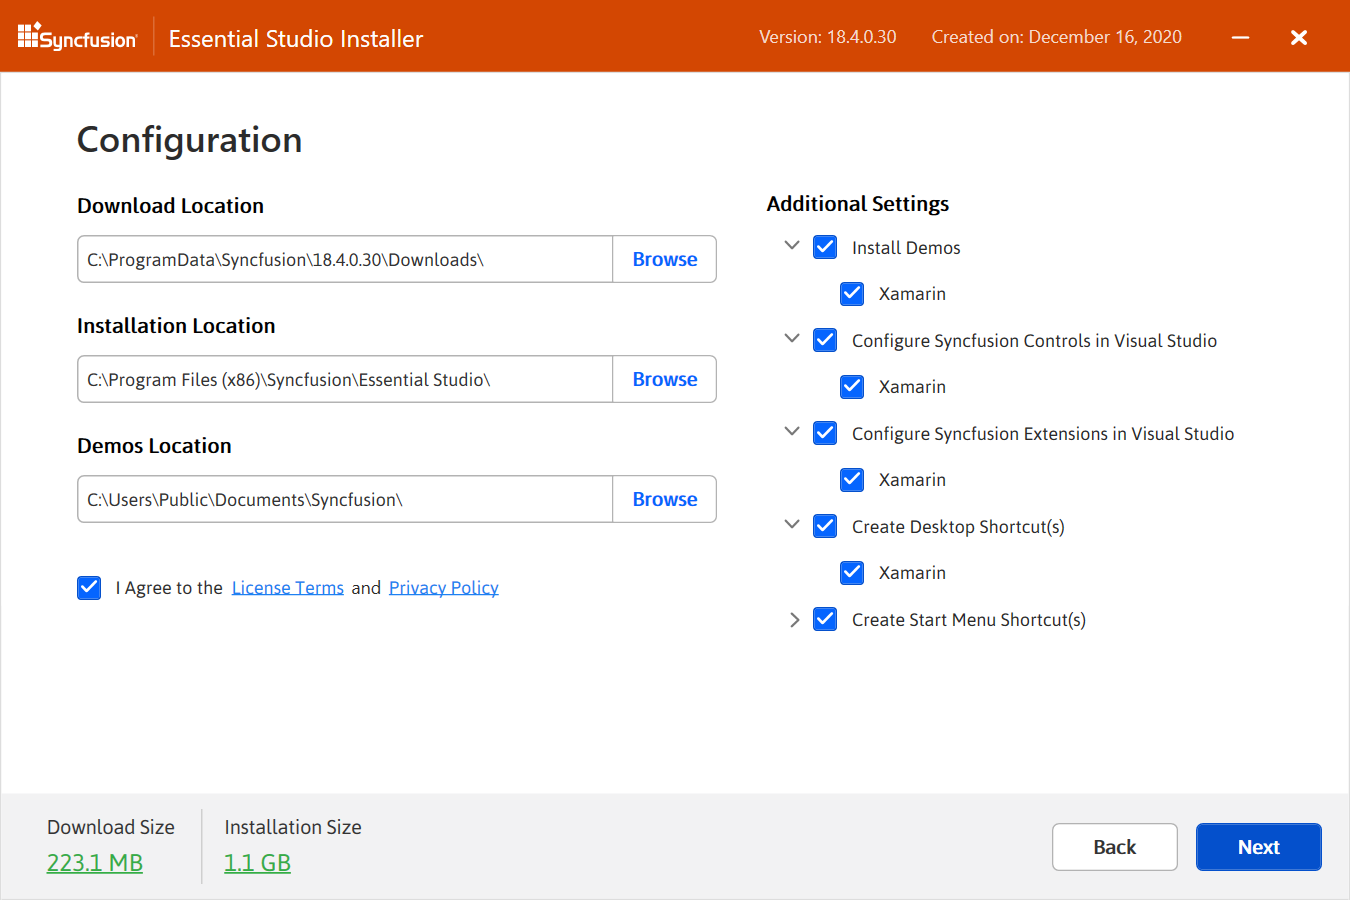 Syncfusion
Essential Studio Installer
Version: 18.4.0.30
Created on: December 16, 2020
Configuration
Download Location
C:\ProgramData\Syncfusion\18.4.0.30\Downloads\
Browse
Installation Location
C:\Program Files (x86)\Syncfusion\Essential Studio\
Browse
Demos Location
C:\Users\Public\Documents\Syncfusion\
Browse
I Agree to the License Terms and Privacy Policy
Additional Settings
Install Demos
Xamarin
Configure Syncfusion Controls in Visual Studio
Xamarin
Configure Syncfusion Extensions in Visual Studio
Xamarin
Create Desktop Shortcut(s)
Xamarin
Create Start Menu Shortcut(s)
Download Size
223.1 MB
Installation Size
1.1 GB
Back
Next